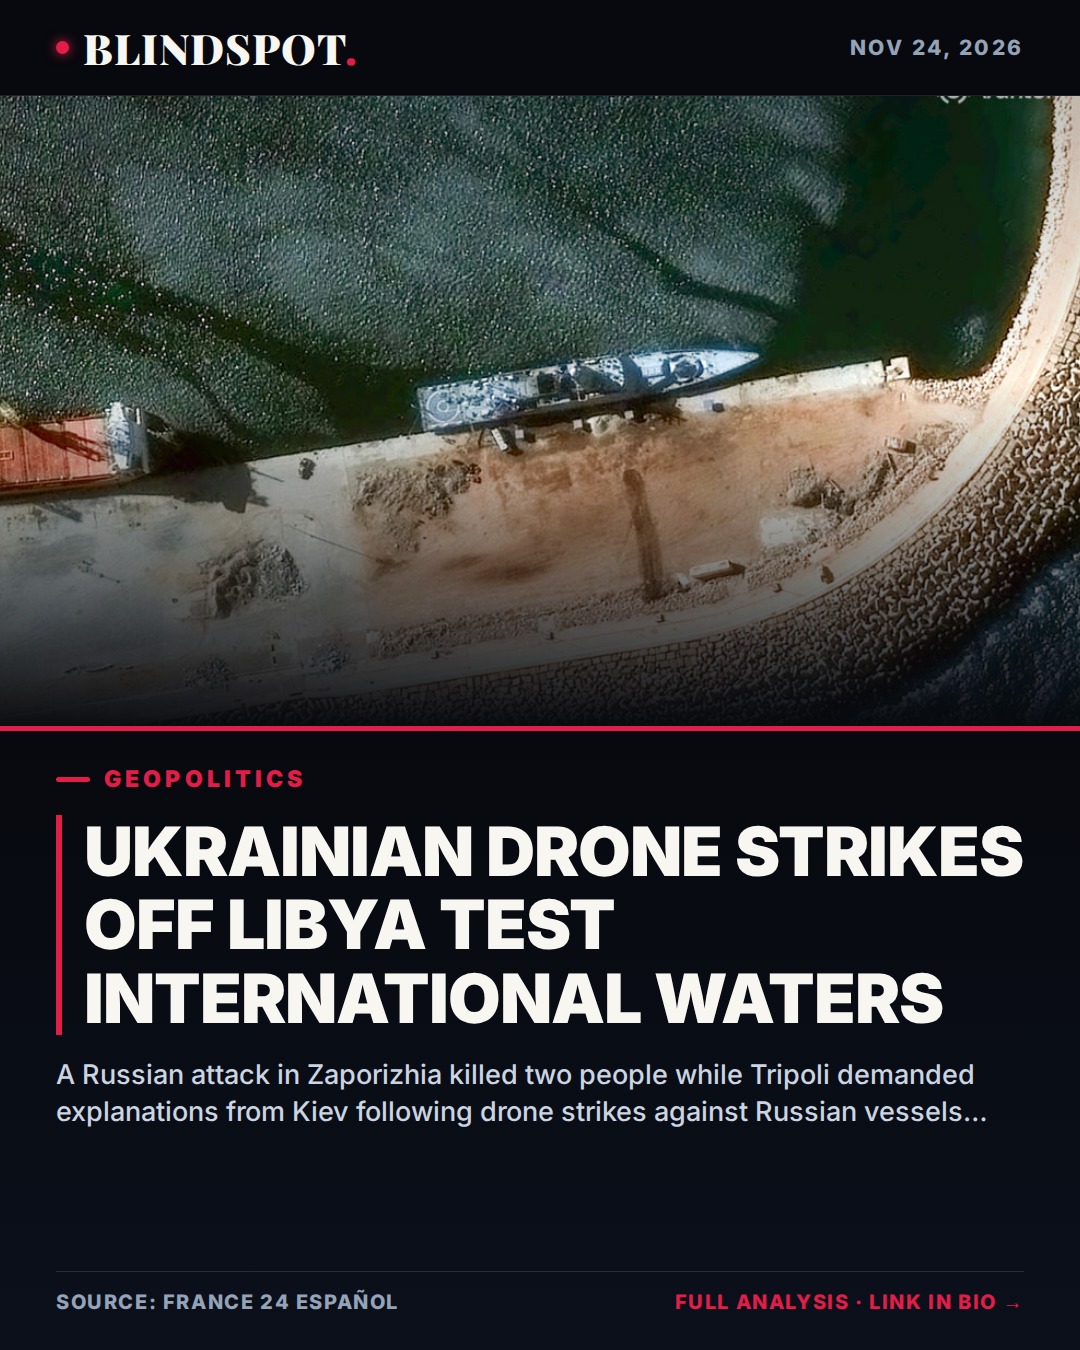 BLINDSPOT.
NOV 24, 2026
GEOPOLITICS
UKRAINIAN DRONE STRIKES
OFF LIBYA TEST
INTERNATIONAL WATERS
A Russian attack in Zaporizhia killed two people while Tripoli demanded
explanations from Kiev following drone strikes against Russian vessels...
SOURCE: FRANCE 24 ESPAÑOL
FULL ANALYSIS · LINK IN BIO →